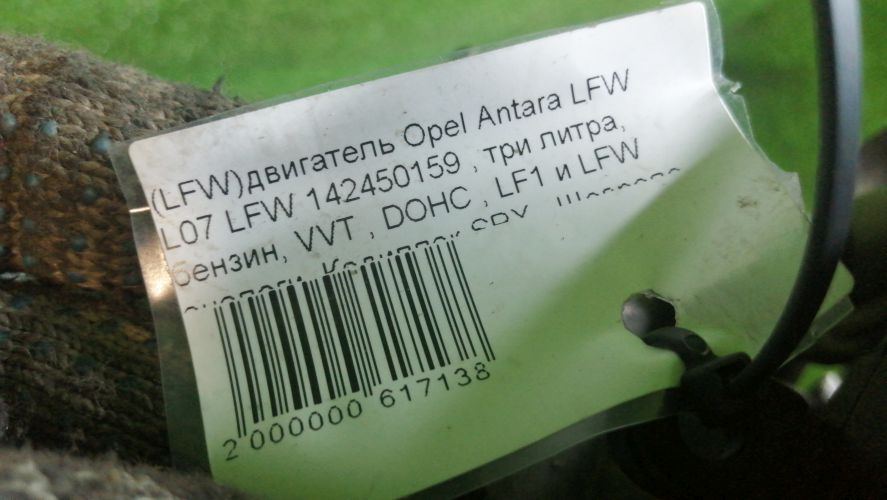 (LFW)двигатель Opel Antara LFW
L07 LFW 142450159 , три литра,
бензин, VVT , DOHC , LF1 и LFW
2 000000 617138